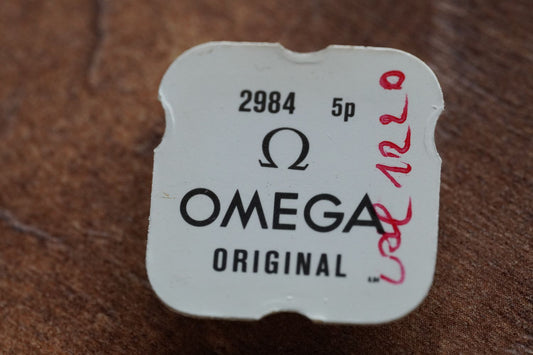 2984 5p
Ω
OMEGA
ORIGINAL
cal 1220